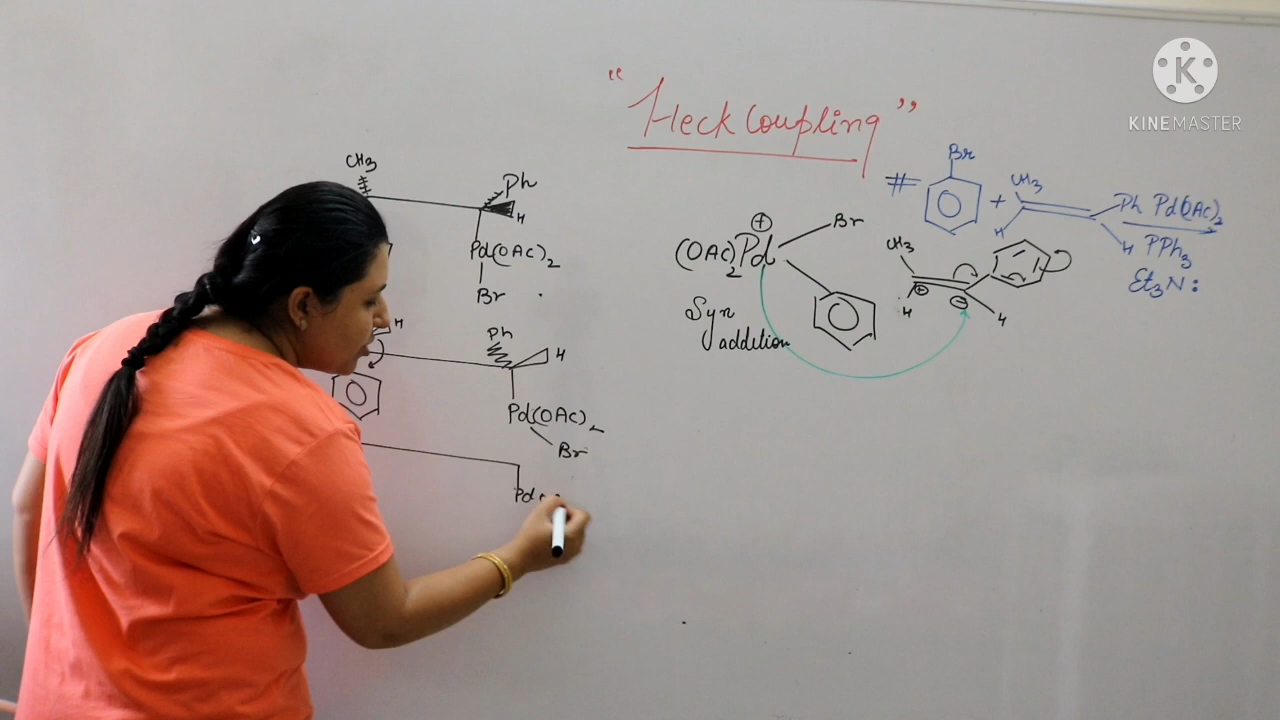 "Heck Coupling"
KINEMASTER
# Br + CH3 H Ph H Pd(OAc)2
PPh3
Et3N:
(OAc)2Pd + Br
CH3 H H
Syn
addition
CH3 Ph H
Pd(OAc)2
Br
H Ph H
Pd(OAc)2
Br
Pd